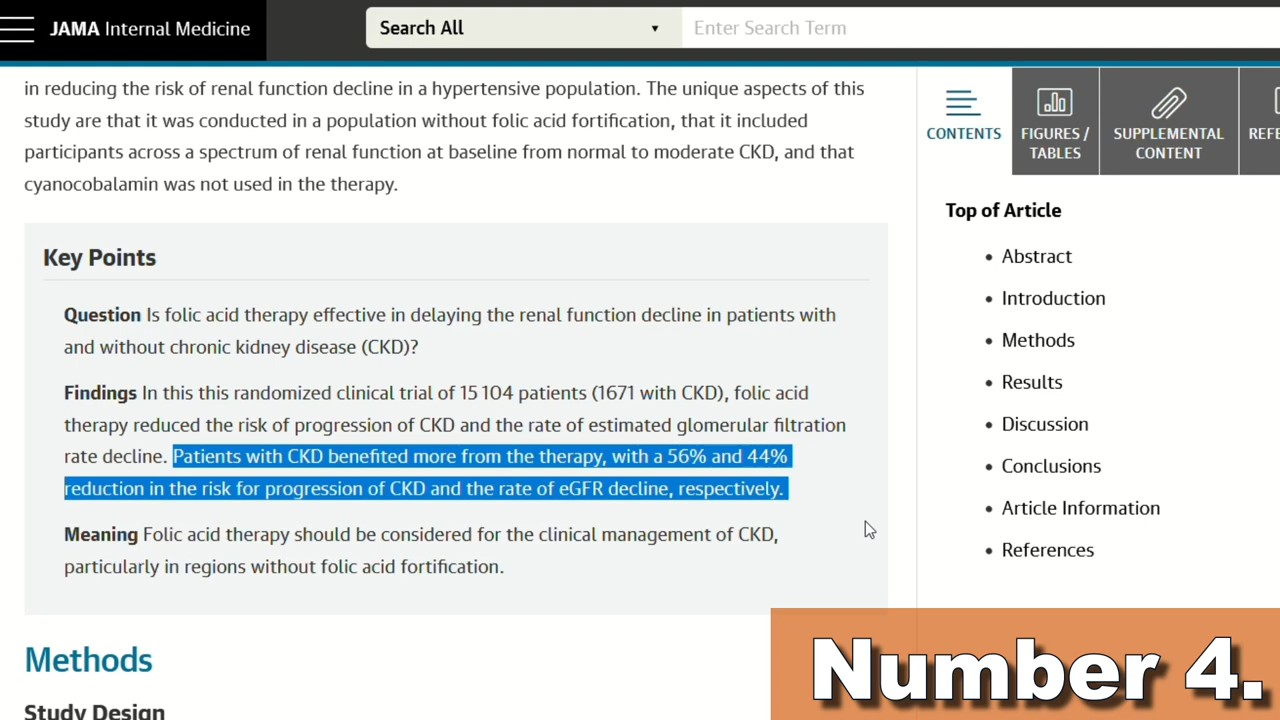 JAMA Internal Medicine
Search All
Enter Search Term
in reducing the risk of renal function decline in a hypertensive population. The unique aspects of this
study are that it was conducted in a population without folic acid fortification, that it included
participants across a spectrum of renal function at baseline from normal to moderate CKD, and that
cyanocobalamin was not used in the therapy.
Key Points
Question Is folic acid therapy effective in delaying the renal function decline in patients with
and without chronic kidney disease (CKD)?
Findings In this this randomized clinical trial of 15 104 patients (1671 with CKD), folic acid
therapy reduced the risk of progression of CKD and the rate of estimated glomerular filtration
rate decline. Patients with CKD benefited more from the therapy, with a 56% and 44%
reduction in the risk for progression of CKD and the rate of eGFR decline, respectively.
Meaning Folic acid therapy should be considered for the clinical management of CKD,
particularly in regions without folic acid fortification.
Methods
Study Design
CONTENTS
FIGURES /
TABLES
SUPPLEMENTAL
CONTENT
REFE
Top of Article
Abstract
Introduction
Methods
Results
Discussion
Conclusions
Article Information
References
Number 4.